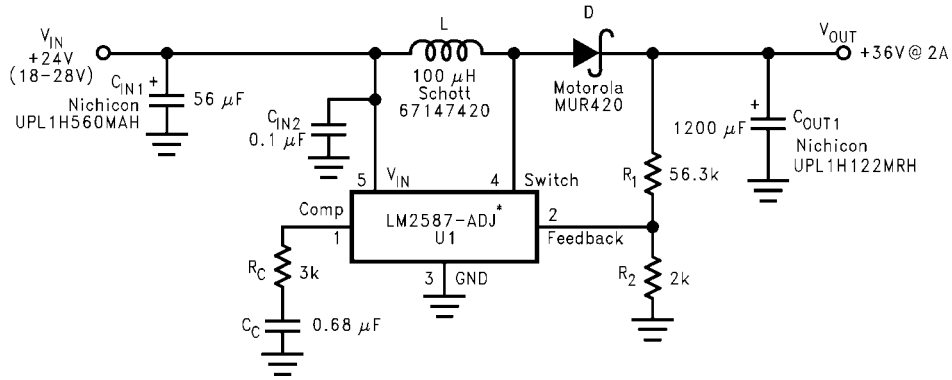 V_IN
+24V
(18–28V)
C_IN1 +
Nichicon
UPL1H560MAH
56 μF
C_IN2
0.1 μF
L
100 μH
Schott
67147420
D
Motorola
MUR420
V_OUT
+36V @ 2A
+
1200 μF
C_OUT1
Nichicon
UPL1H122MRH
R_1
56.3k
5
V_IN
4
Switch
Comp
1
LM2587-ADJ*
U1
2
Feedback
R_C
3k
3
GND
R_2
2k
C_C
0.68 μF